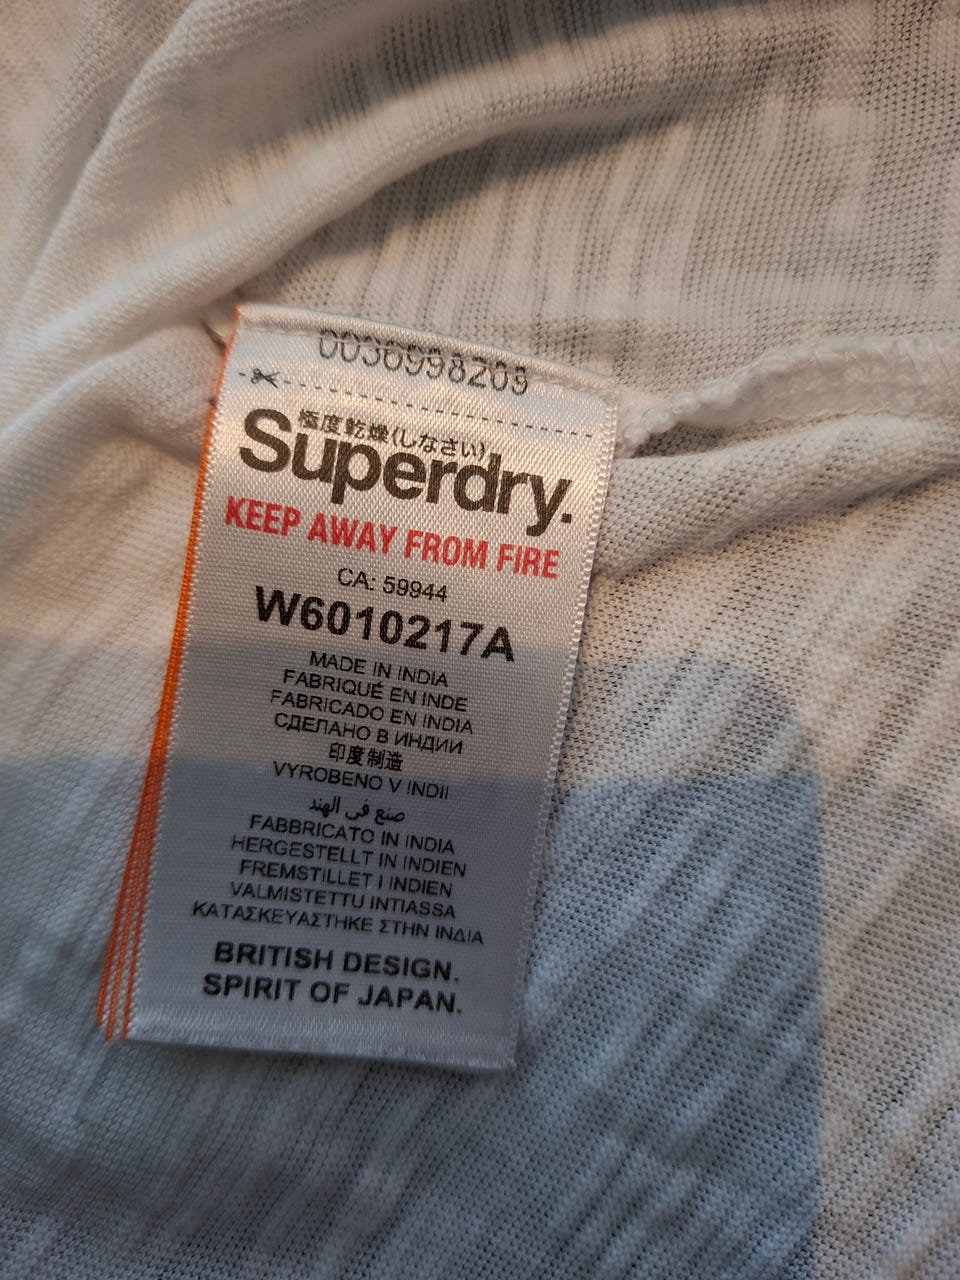 0036998209
極度乾燥(しなさい)
Superdry.
KEEP AWAY FROM FIRE
CA: 59944
W6010217A
MADE IN INDIA
FABRIQUÉ EN INDE
FABRICADO EN INDIA
СДЕЛАНО В ИНДИИ
印度制造
VYROBENO V INDII
صنع في الهند
FABBRICATO IN INDIA
HERGESTELLT IN INDIEN
FREMSTILLET I INDIEN
VALMISTETTU INTIASSA
ΚΑΤΑΣΚΕΥΑΣΤΗΚΕ ΣΤΗΝ ΙΝΔΙΑ
BRITISH DESIGN.
SPIRIT OF JAPAN.